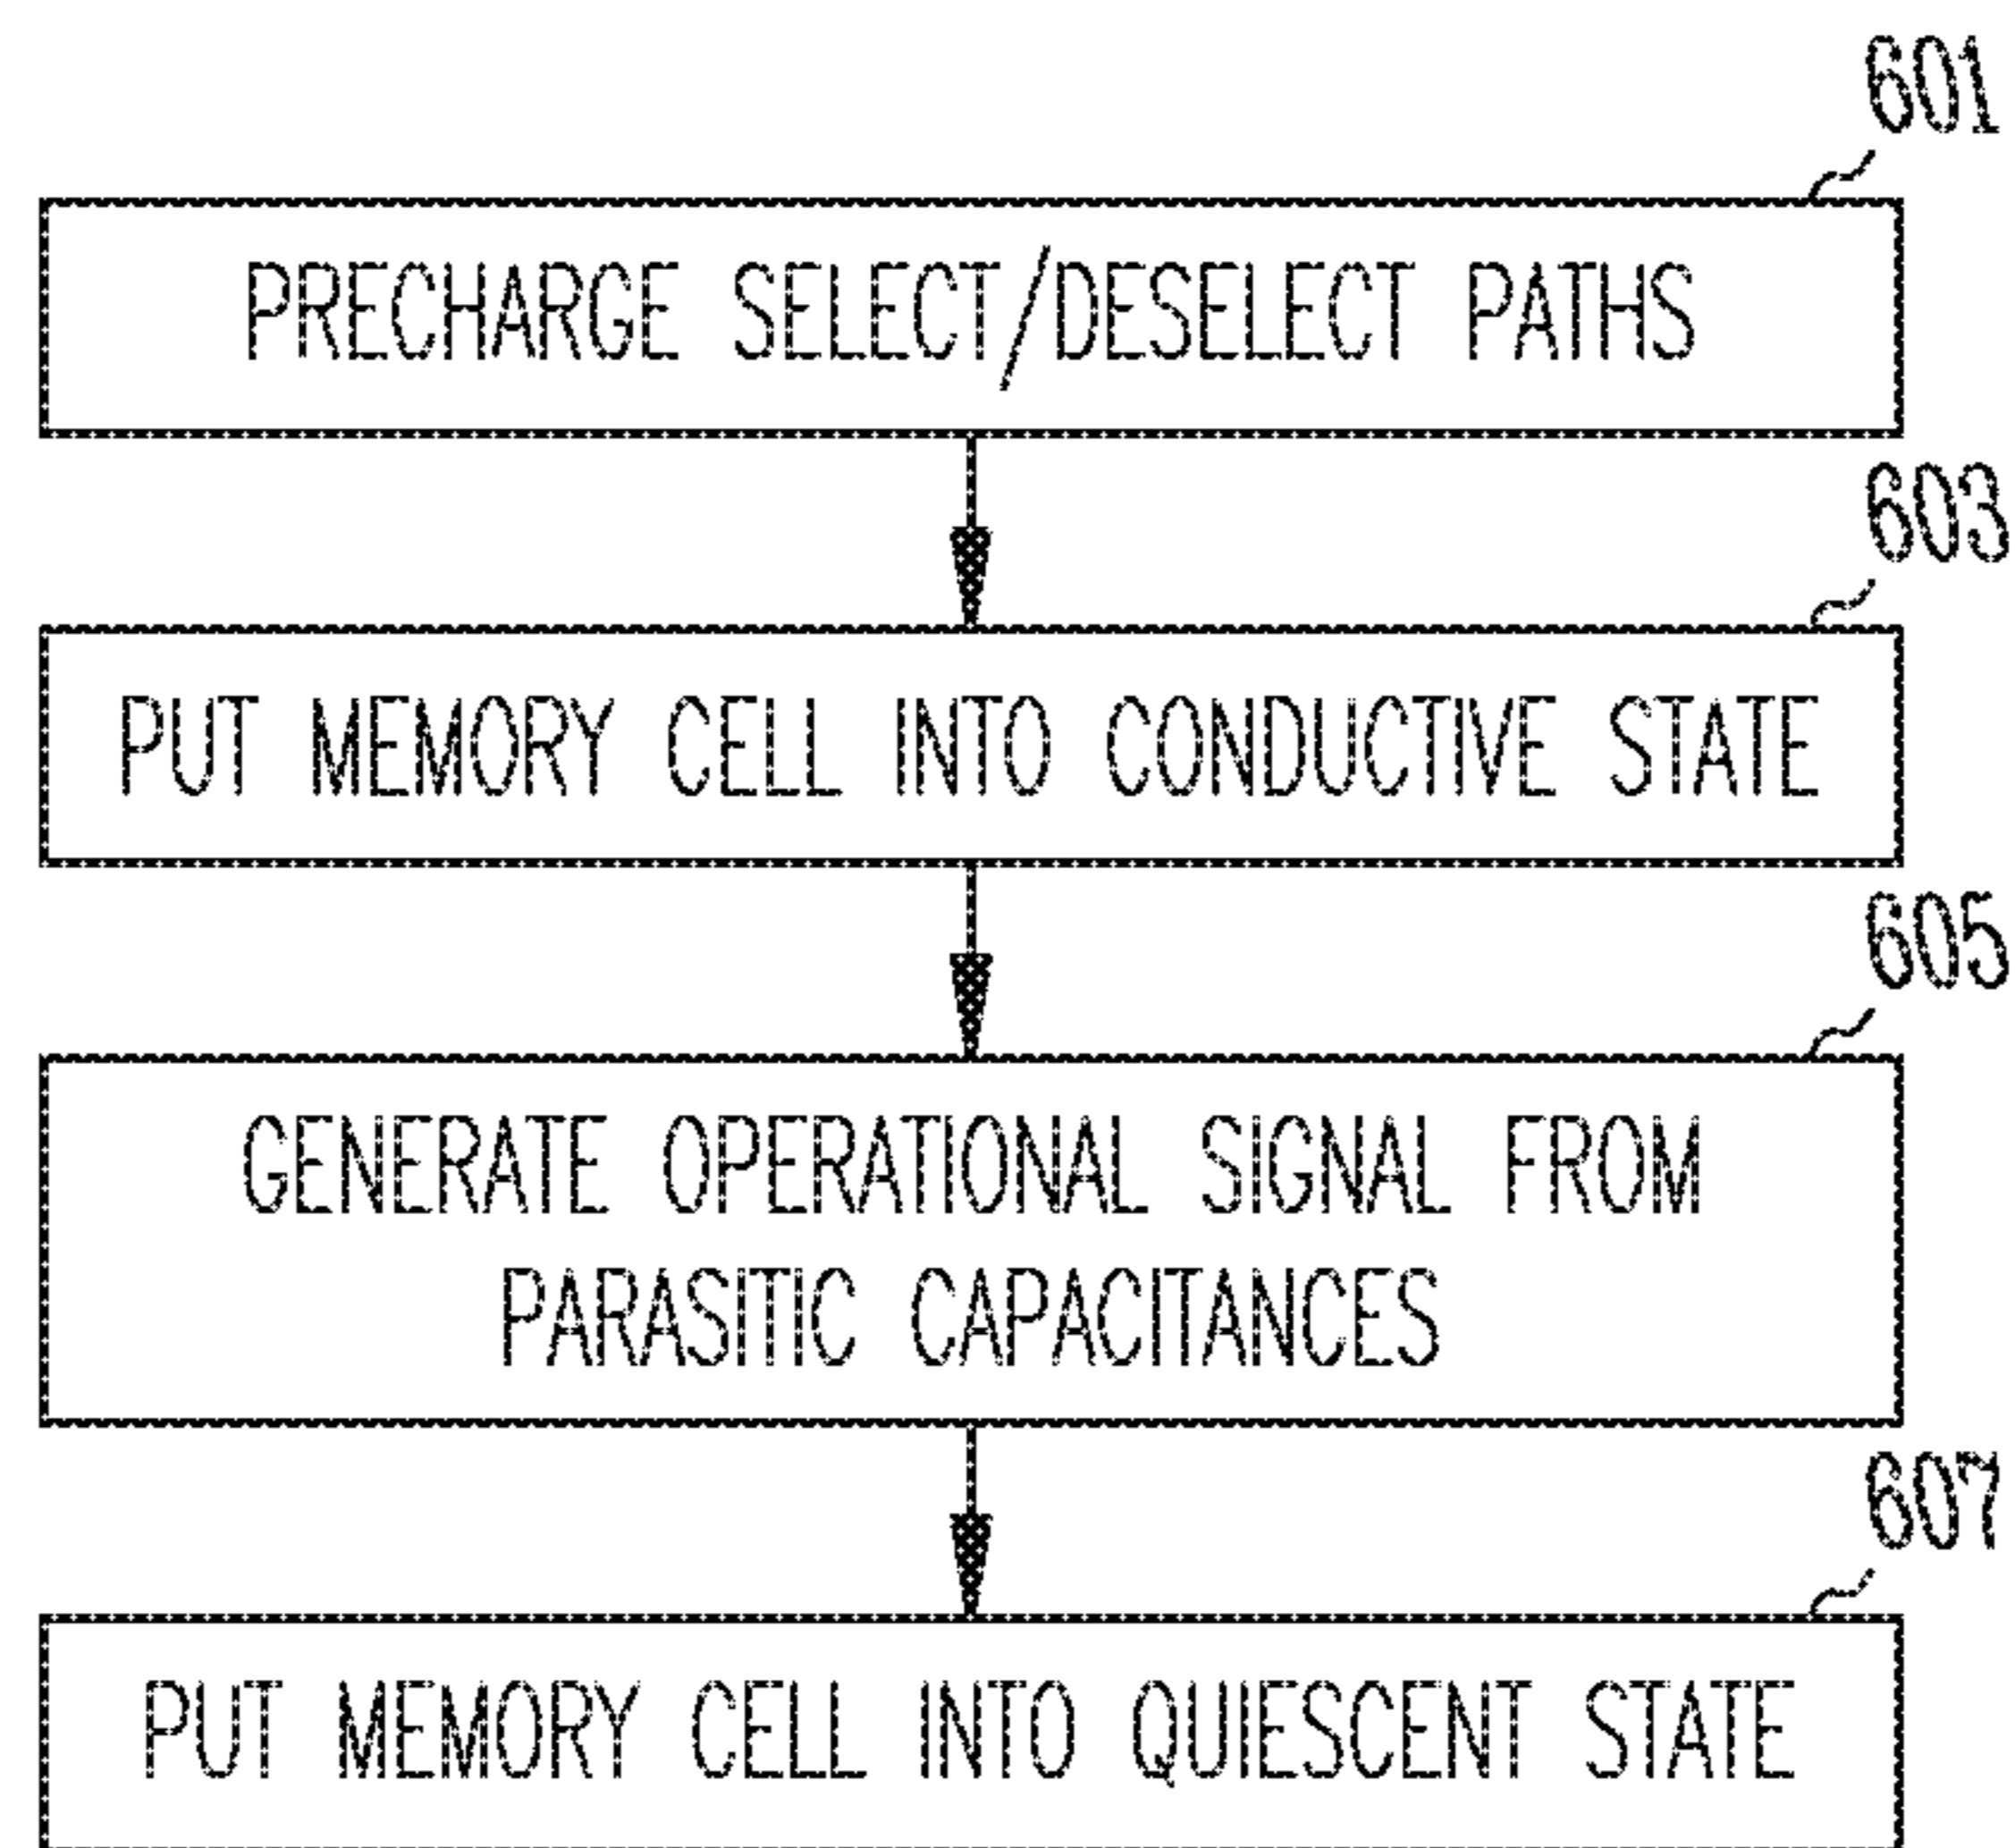 601
PRECHARGE SELECT/DESELECT PATHS
603
PUT MEMORY CELL INTO CONDUCTIVE STATE
605
GENERATE OPERATIONAL SIGNAL FROM
PARASITIC CAPACITANCES
607
PUT MEMORY CELL INTO QUIESCENT STATE